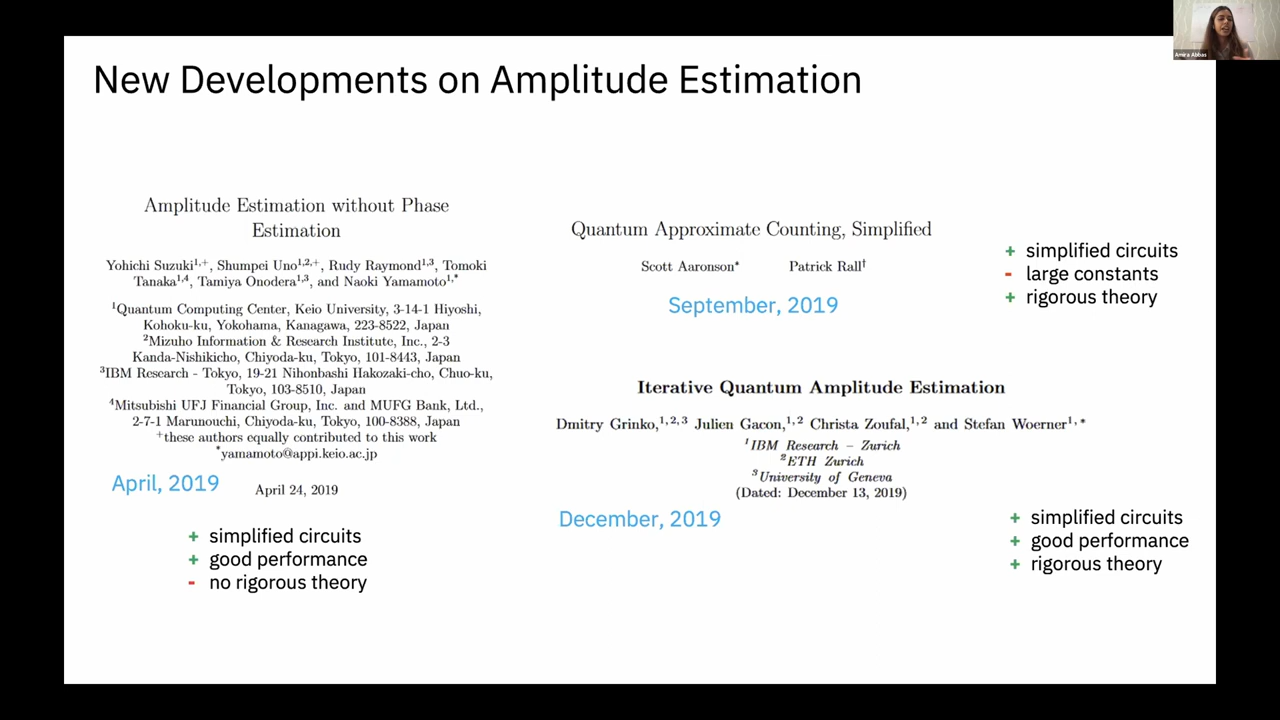 New Developments on Amplitude Estimation
Amira Abbas
Amplitude Estimation without Phase
Estimation
Yohichi Suzuki¹,⁺, Shumpei Uno¹,²,⁺, Rudy Raymond¹,³, Tomoki
Tanaka¹,⁴, Tamiya Onodera¹,³, and Naoki Yamamoto¹,*
¹Quantum Computing Center, Keio University, 3-14-1 Hiyoshi,
Kohoku-ku, Yokohama, Kanagawa, 223-8522, Japan
²Mizuho Information & Research Institute, Inc., 2-3
Kanda-Nishikicho, Chiyoda-ku, Tokyo, 101-8443, Japan
³IBM Research - Tokyo, 19-21 Nihonbashi Hakozaki-cho, Chuo-ku,
Tokyo, 103-8510, Japan
⁴Mitsubishi UFJ Financial Group, Inc. and MUFG Bank, Ltd.,
2-7-1 Marunouchi, Chiyoda-ku, Tokyo, 100-8388, Japan
⁺these authors equally contributed to this work
*yamamoto@appi.keio.ac.jp
April, 2019
April 24, 2019
+ simplified circuits
+ good performance
- no rigorous theory
Quantum Approximate Counting, Simplified
Scott Aaronson* Patrick Rall†
September, 2019
+ simplified circuits
- large constants
+ rigorous theory
Iterative Quantum Amplitude Estimation
Dmitry Grinko,¹,²,³ Julien Gacon,¹,² Christa Zoufal,¹,² and Stefan Woerner¹,*
¹IBM Research – Zurich
²ETH Zurich
³University of Geneva
(Dated: December 13, 2019)
December, 2019
+ simplified circuits
+ good performance
+ rigorous theory